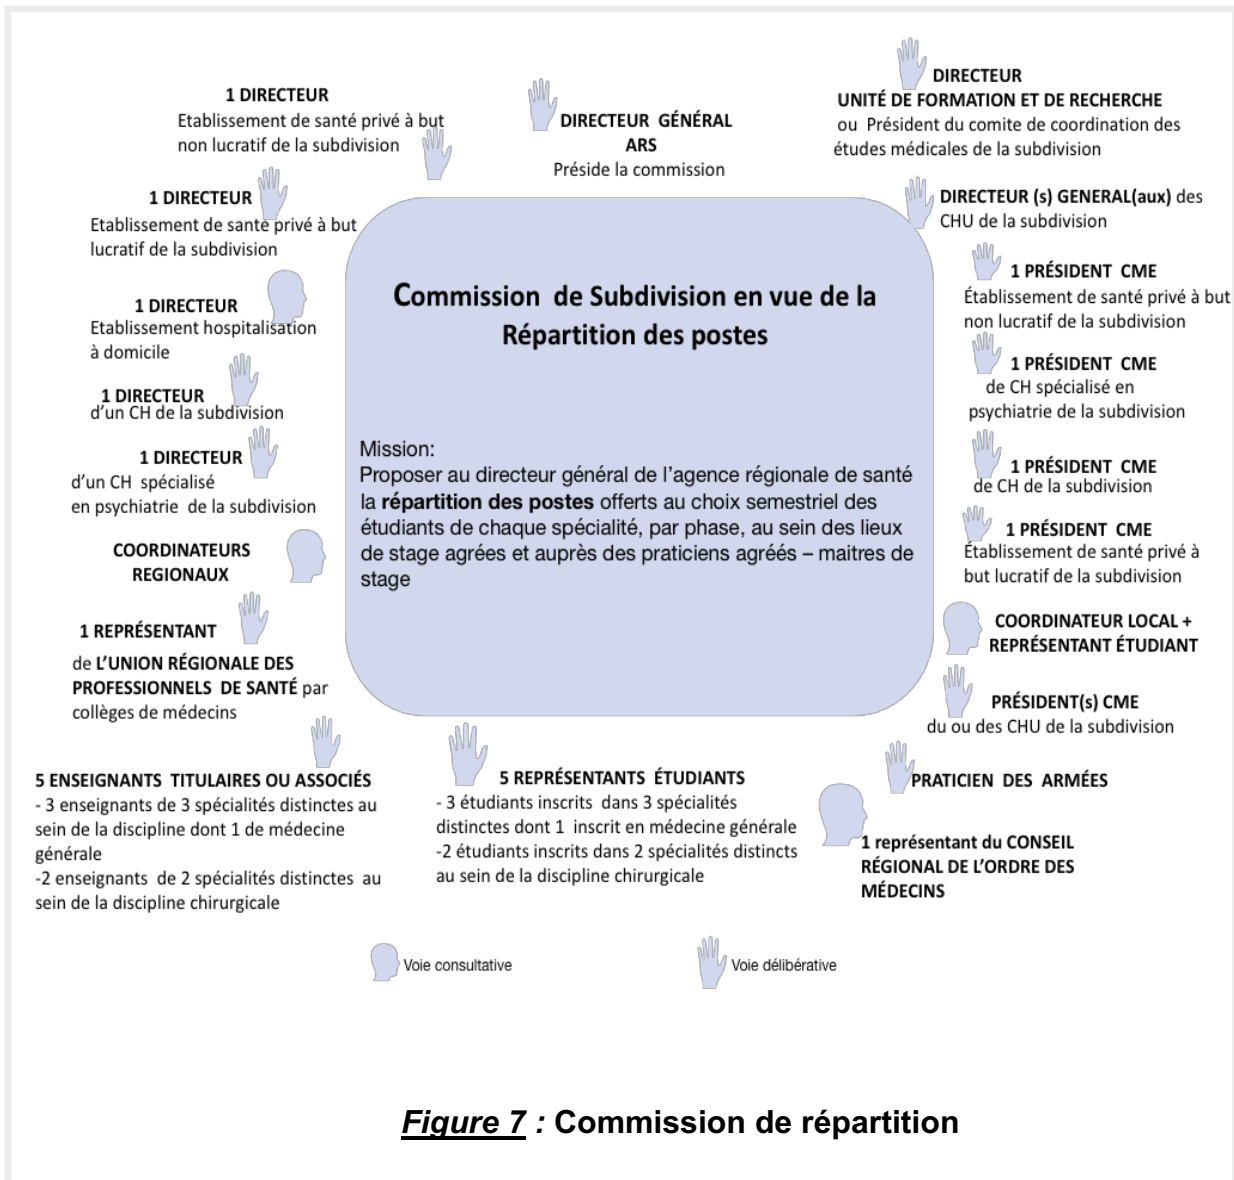 1 DIRECTEUR
Etablissement de santé privé à but
non lucratif de la subdivision
DIRECTEUR GÉNÉRAL
ARS
Préside la commission
DIRECTEUR
UNITÉ DE FORMATION ET DE RECHERCHE
ou Président du comite de coordination des
études médicales de la subdivision
1 DIRECTEUR
Etablissement de santé privé à but
lucratif de la subdivision
DIRECTEUR (s) GENERAL(aux) des
CHU de la subdivision
1 DIRECTEUR
Etablissement hospitalisation
à domicile
1 PRÉSIDENT CME
Établissement de santé privé à but
non lucratif de la subdivision
1 DIRECTEUR
d'un CH de la subdivision
1 PRÉSIDENT CME
de CH spécialisé en
psychiatrie de la subdivision
1 DIRECTEUR
d'un CH spécialisé
en psychiatrie de la subdivision
1 PRÉSIDENT CME
de CH de la subdivision
COORDINATEURS
REGIONAUX
1 PRÉSIDENT CME
Établissement de santé privé à
but lucratif de la subdivision
Commission de Subdivision en vue de la
Répartition des postes
Mission:
Proposer au directeur général de l'agence régionale de santé
la répartition des postes offerts au choix semestriel des
étudiants de chaque spécialité, par phase, au sein des lieux
de stage agrées et auprès des praticiens agréés – maitres de
stage
1 REPRÉSENTANT
de L'UNION RÉGIONALE DES
PROFESSIONNELS DE SANTÉ par
collèges de médecins
COORDINATEUR LOCAL +
REPRÉSENTANT ÉTUDIANT
PRÉSIDENT(s) CME
du ou des CHU de la subdivision
5 ENSEIGNANTS TITULAIRES OU ASSOCIÉS
- 3 enseignants de 3 spécialités distinctes au
sein de la discipline dont 1 de médecine
générale
-2 enseignants de 2 spécialités distinctes au
sein de la discipline chirurgicale
5 REPRÉSENTANTS ÉTUDIANTS
- 3 étudiants inscrits dans 3 spécialités
distinctes dont 1 inscrit en médecine générale
-2 étudiants inscrits dans 2 spécialités distincts
au sein de la discipline chirurgicale
PRATICIEN DES ARMÉES
1 représentant du CONSEIL
RÉGIONAL DE L'ORDRE DES
MÉDECINS
Voie consultative
Voie délibérative
Figure 7 : Commission de répartition